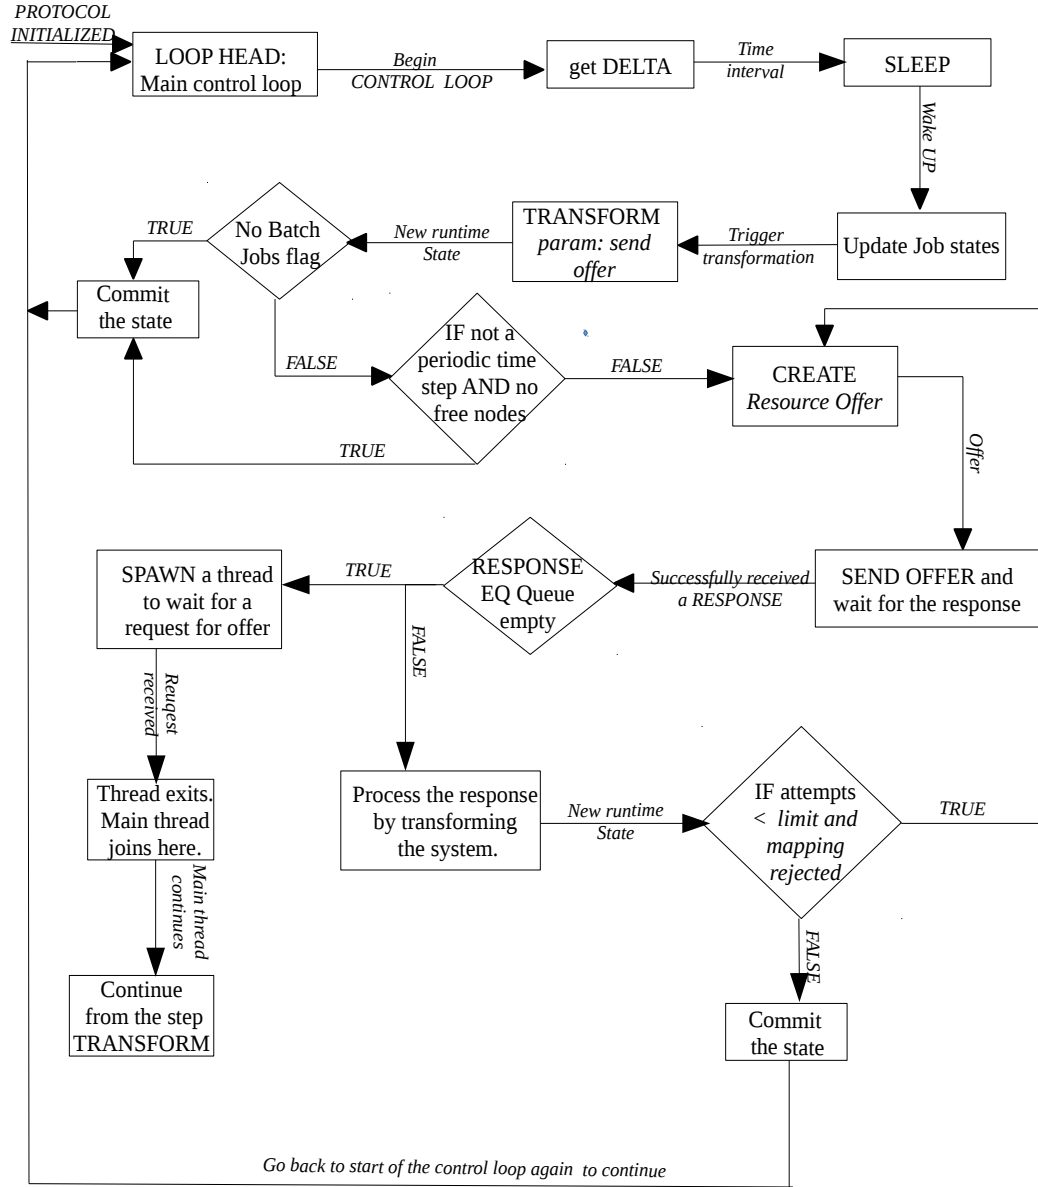 PROTOCOL
INITIALIZED
LOOP HEAD:
Main control loop
Begin
CONTROL LOOP
get DELTA
Time
interval
SLEEP
Wake UP
Update Job states
Trigger
transformation
TRANSFORM
param: send
offer
New runtime
State
No Batch
Jobs flag
TRUE
Commit
the state
FALSE
IF not a
periodic time
step AND no
free nodes
TRUE
FALSE
CREATE
Resource Offer
Offer
SEND OFFER and
wait for the response
Successfully received
a RESPONSE
RESPONSE
EQ Queue
empty
TRUE
SPAWN a thread
to wait for a
request for offer
Reuqest
received
Thread exits.
Main thread
joins here.
Main thread
continues
Continue
from the step
TRANSFORM
FALSE
Process the response
by transforming
the system.
New runtime
State
IF attempts
< limit and
mapping
rejected
TRUE
FALSE
Commit
the state
Go back to start of the control loop again to continue